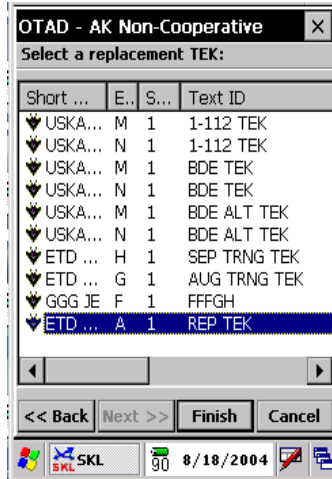 OTAD - AK Non-Cooperative
Select a replacement TEK:
Short ... E.. S... Text ID
USKA... M 1 1-112 TEK
USKA... N 1 1-112 TEK
USKA... M 1 BDE TEK
USKA... N 1 BDE TEK
USKA... M 1 BDE ALT TEK
USKA... N 1 BDE ALT TEK
ETD ... H 1 SEP TRNG TEK
ETD ... G 1 AUG TRNG TEK
GGG JE F 1 FFFGH
ETD ... A 1 REP TEK
<< Back Next >> Finish Cancel
SKL SKL 90 8/18/2004